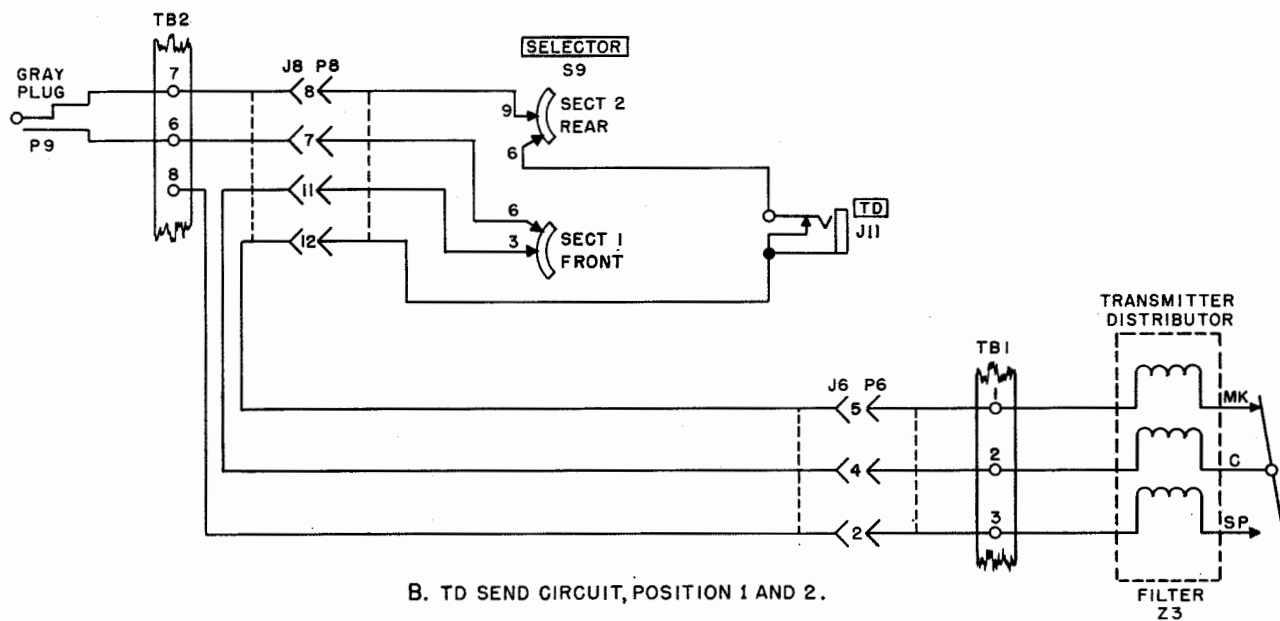 TB2
SELECTOR
S9
J8 P8
GRAY
PLUG
7
8
9
SECT 2
REAR
6
7
P9
6
8
11
6
TD
J11
12
3
SECT 1
FRONT
TRANSMITTER
DISTRIBUTOR
TB1
J6 P6
1
5
MK
2
4
C
3
2
SP
B. TD SEND CIRCUIT, POSITION 1 AND 2.
FILTER
Z3